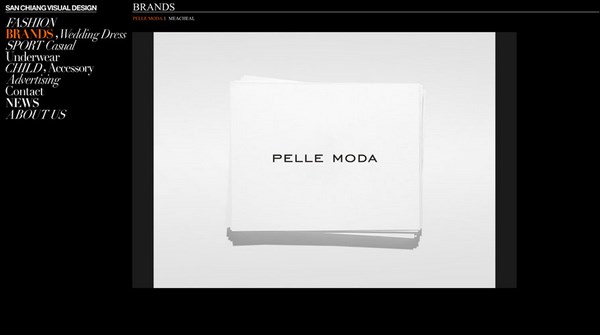 SAN CHIANG VISUAL DESIGN
FASHION
BRANDS , Wedding Dress
SPORT Casual
Underwear
CHILD , Accessory
Advertising
Contact
NEWS
ABOUT US
BRANDS
PELLE MODA | MEACHEAL
PELLE MODA